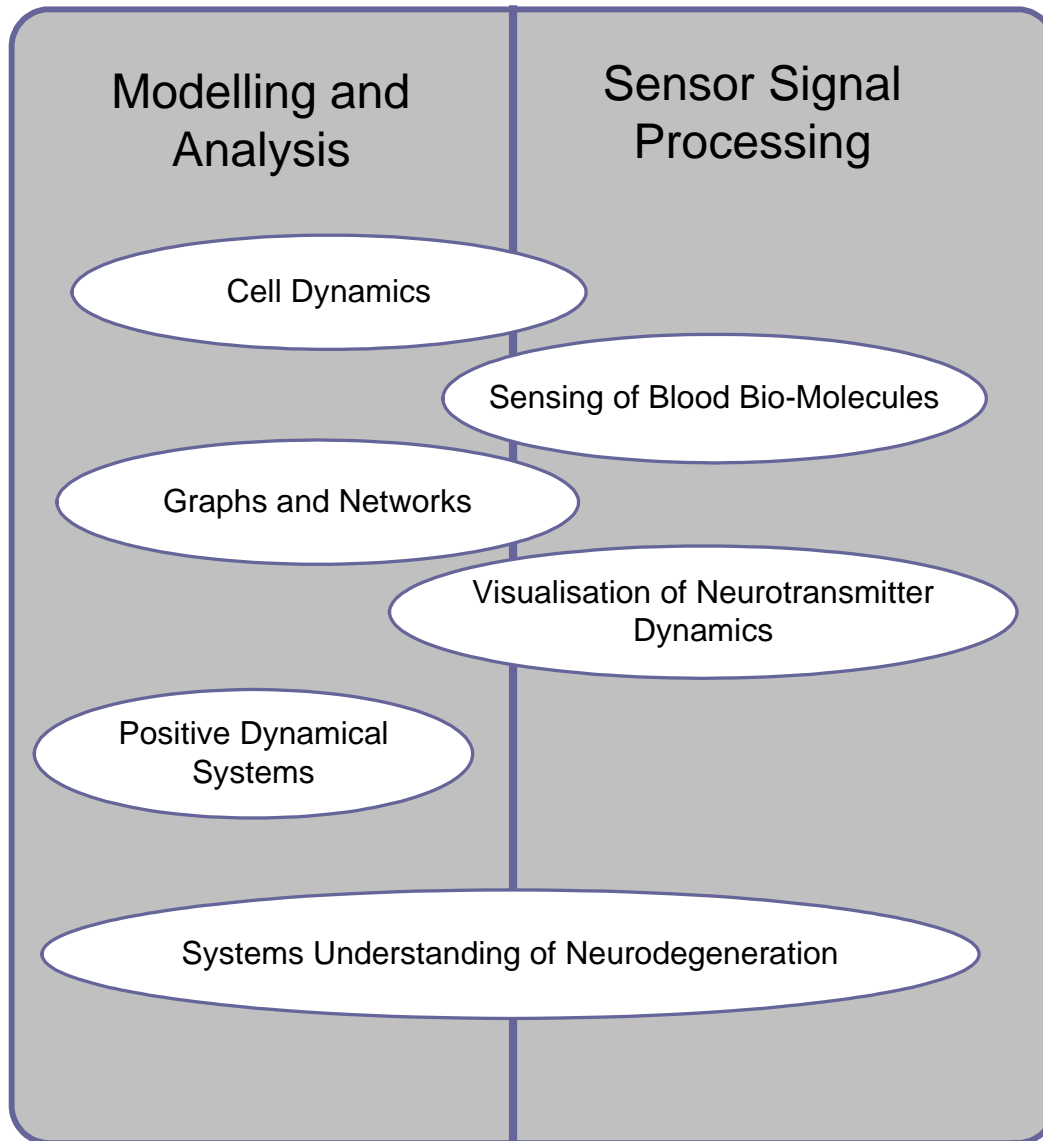 Modelling and
Analysis
Sensor Signal
Processing
Cell Dynamics
Sensing of Blood Bio-Molecules
Graphs and Networks
Visualisation of Neurotransmitter
Dynamics
Positive Dynamical
Systems
Systems Understanding of Neurodegeneration